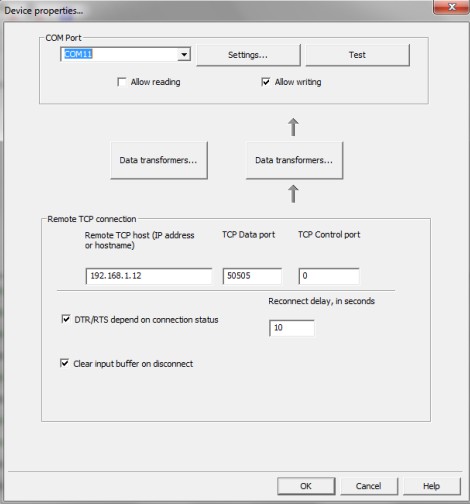 Device properties...
COM Port
COM11
Settings...
Test
Allow reading
Allow writing
Data transformers...
Data transformers...
Remote TCP connection
Remote TCP host (IP address
or hostname)
TCP Data port
TCP Control port
192.168.1.12
50505
0
Reconnect delay, in seconds
DTR/RTS depend on connection status
10
Clear input buffer on disconnect
OK
Cancel
Help